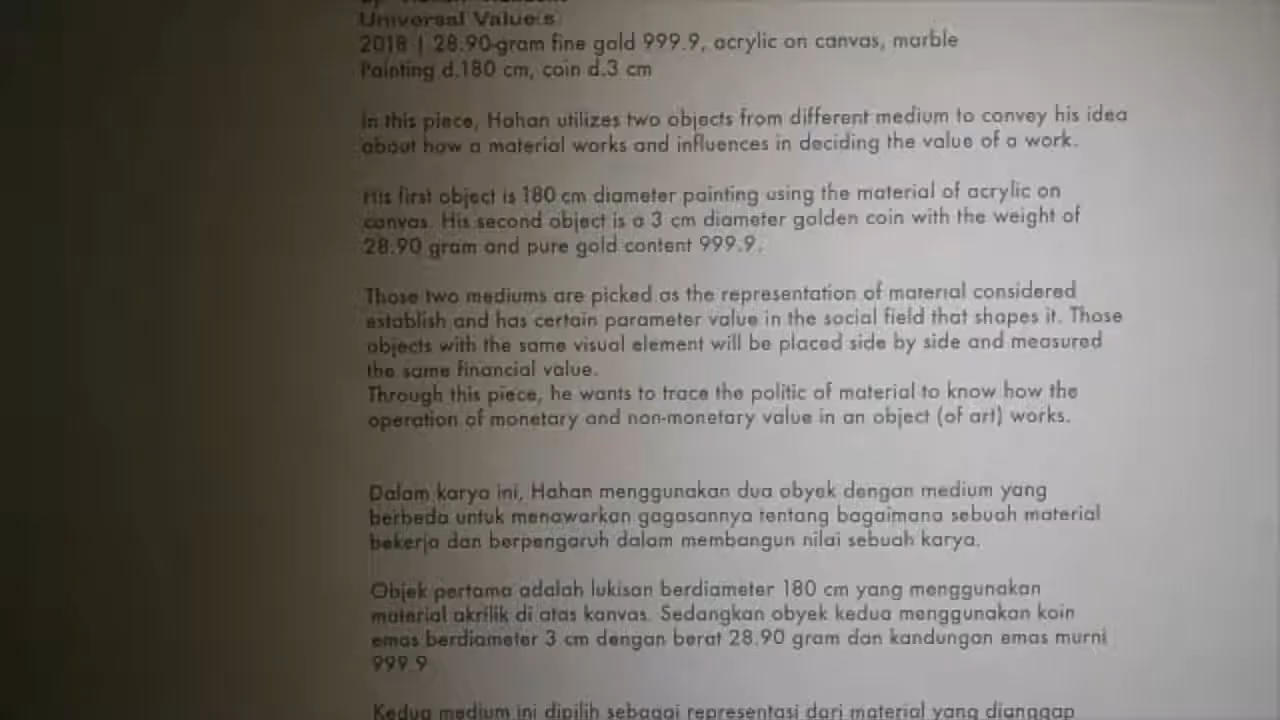 Universal Value:s
2018 | 28.90-gram fine gold 999.9, acrylic on canvas, marble
Painting d.180 cm, coin d.3 cm
In this piece, Hahan utilizes two objects from different medium to convey his idea
about how a material works and influences in deciding the value of a work.
His first object is 180 cm diameter painting using the material of acrylic on
canvas. His second object is a 3 cm diameter golden coin with the weight of
28.90 gram and pure gold content 999.9.
Those two mediums are picked as the representation of material considered
establish and has certain parameter value in the social field that shapes it. Those
objects with the same visual element will be placed side by side and measured
the same financial value.
Through this piece, he wants to trace the politic of material to know how the
operation of monetary and non-monetary value in an object (of art) works.
Dalam karya ini, Hahan menggunakan dua obyek dengan medium yang
berbeda untuk menawarkan gagasannya tentang bagaimana sebuah material
bekerja dan berpengaruh dalam membangun nilai sebuah karya.
Objek pertama adalah lukisan berdiameter 180 cm yang menggunakan
material akrilik di atas kanvas. Sedangkan obyek kedua menggunakan koin
emas berdiameter 3 cm dengan berat 28.90 gram dan kandungan emas murni
999.9
Kedua medium ini dipilih sebagai representasi dari material yang dianggap